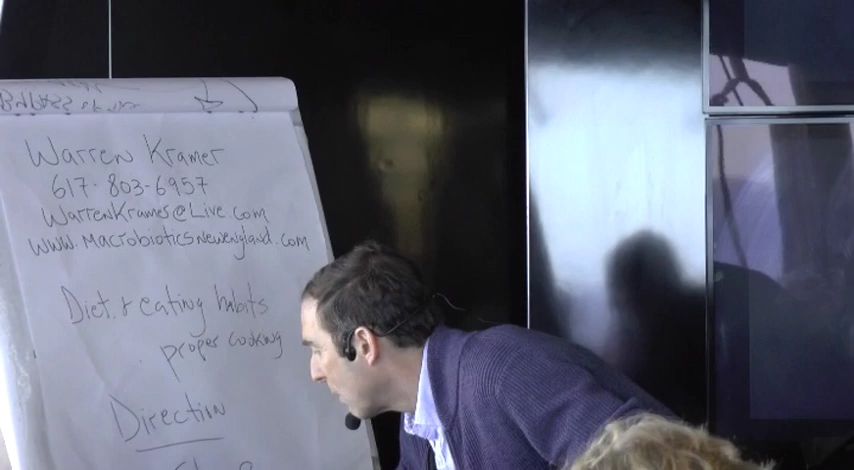 Warren Kramer
617-803-6957
WarrenKramer@Live.com
www.Macrobioticsnewengland.com
Diet. & eating habits
proper cooking
Direction